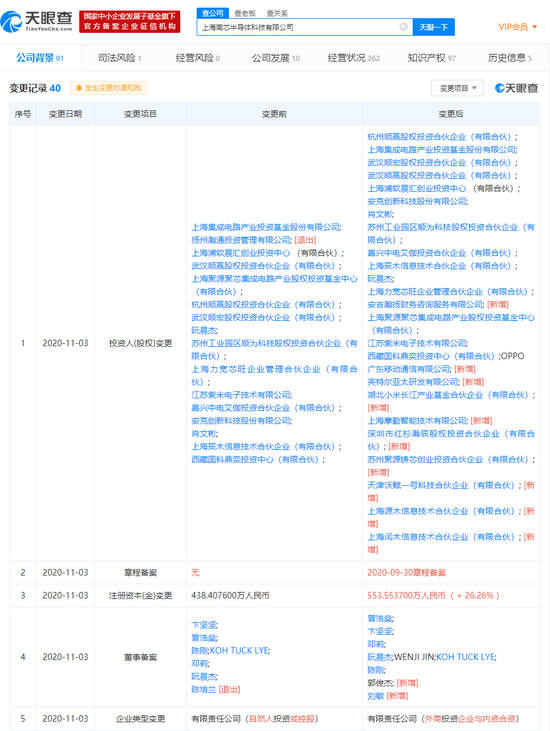 天眼查
TianYanCha.com
国家中小企业发展子基金旗下
官方备案企业征信机构
查公司 查老板 查关系
上海南芯半导体科技有限公司
天眼一下
VIP会员
公司背景 91 司法风险 1 经营风险 0 公司发展 10 经营状况 262 知识产权 97 历史信息 5
变更记录 40 发生变更时通知我 变更项目 天眼查
序号 变更日期 变更项目 变更前 变更后
1 2020-11-03 投资人(股权)变更
上海集成电路产业投资基金股份有限公司;
扬州瀚通投资管理有限公司; [退出]
上海浦软晨汇创业投资中心 (有限合伙) ;
武汉顺赢股权投资合伙企业（有限合伙）;
上海聚源聚芯集成电路产业股权投资基金中心
（有限合伙）;
杭州顺赢股权投资合伙企业（有限合伙）;
武汉顺宏股权投资合伙企业（有限合伙）;
阮晨杰;
苏州工业园区顺为科技股权投资合伙企业（有
限合伙）;
上海力宽芯旺企业管理合伙企业（有限合
伙）;
江苏紫米电子技术有限公司;
嘉兴中电艾伽投资合伙企业（有限合伙）;
安克创新科技股份有限公司;
肖文彬;
上海辰木信息技术合伙企业（有限合伙）;
西藏国科鼎奕投资中心（有限合伙）;
杭州顺赢股权投资合伙企业（有限合伙）;
上海集成电路产业投资基金股份有限公司;
武汉顺宏股权投资合伙企业（有限合伙）;
武汉顺赢股权投资合伙企业（有限合伙）;
上海浦软晨汇创业投资中心 （有限合伙）;
安克创新科技股份有限公司;
肖文彬;
苏州工业园区顺为科技股权投资合伙企业（有
限合伙）;
嘉兴中电艾伽投资合伙企业（有限合伙）;
上海辰木信息技术合伙企业（有限合伙）;
阮晨杰;
上海力宽芯旺企业管理合伙企业（有限合伙）;
安吉瀚扬财务咨询服务有限公司; [新增]
上海聚源聚芯集成电路产业股权投资基金中心
（有限合伙）;
江苏紫米电子技术有限公司;
西藏国科鼎奕投资中心（有限合伙）;OPPO
广东移动通信有限公司; [新增]
英特尔亚太研发有限公司; [新增]
湖北小米长江产业基金合伙企业（有限合伙）;
[新增]
上海摩勤智能技术有限公司; [新增]
深圳市红杉瀚辰股权投资合伙企业（有限合
伙）; [新增]
苏州聚源铸芯创业投资合伙企业（有限合伙）;
[新增]
天津沃赋一号科技合伙企业（有限合伙）; [新
增]
上海源木信息技术合伙企业（有限合伙）; [新
增]
上海闰木信息技术合伙企业（有限合伙）; [新
增]
2 2020-11-03 章程备案 无 2020-09-30章程备案
3 2020-11-03 注册资本(金)变更 438.407600万人民币 553.553700万人民币（ + 26.26% ）
4 2020-11-03 董事备案
卞坚坚;
曾浩燊;
陈刚;KOH TUCK LYE;
邓莉;
阮晨杰;
陈培兰 [退出]
曾浩燊;
卞坚坚;
邓莉;
阮晨杰;WENJI JIN;KOH TUCK LYE;
陈刚;
郭俊杰; [新增]
刘敏 [新增]
5 2020-11-03 企业类型变更 有限责任公司（自然人投资或控股） 有限责任公司（外商投资企业与内资合资）